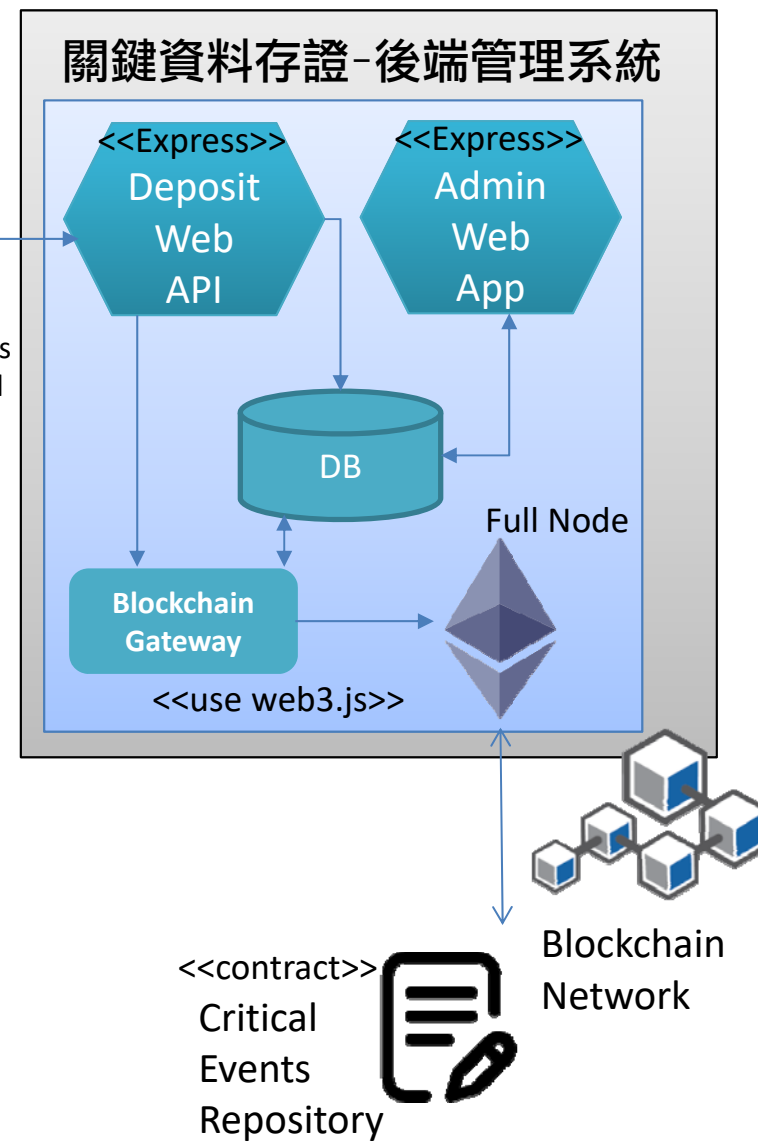 關鍵資料存證-後端管理系統
<<Express>>
Deposit
Web
API
<<Express>>
Admin
Web
App
DB
Full Node
Blockchain
Gateway
<<use web3.js>>
Blockchain
Network
<<contract>>
Critical
Events
Repository